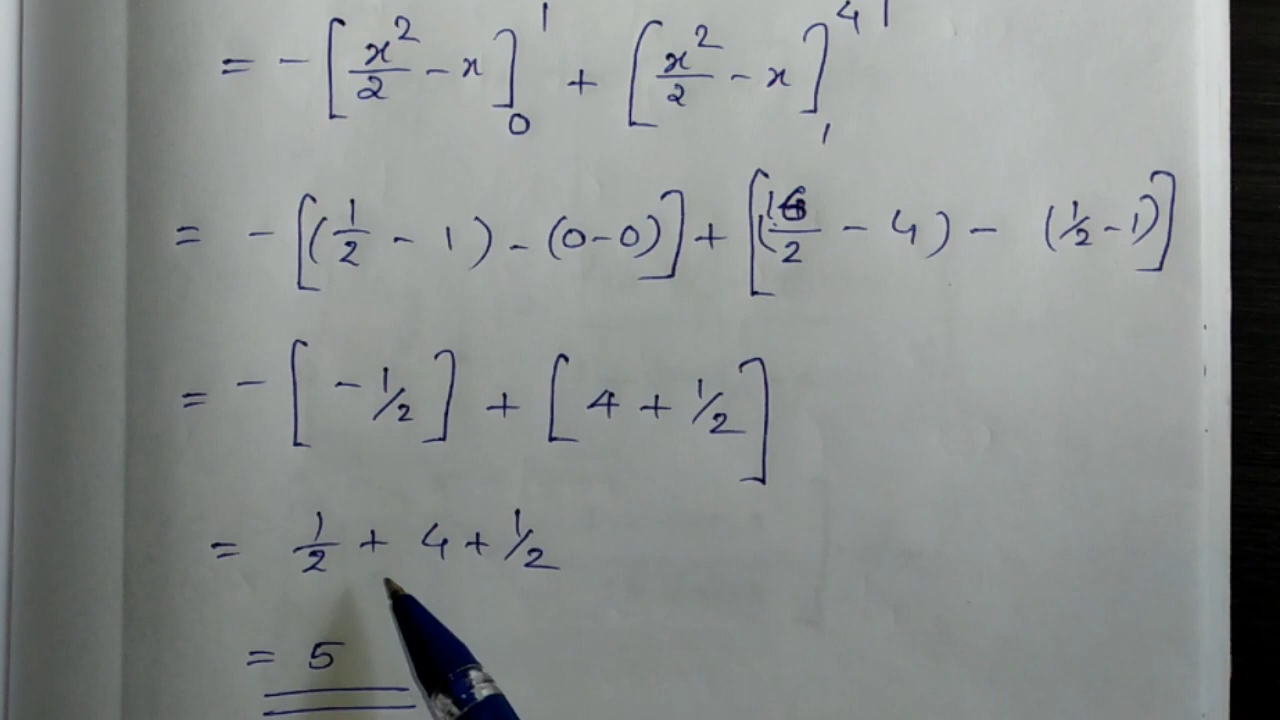 = - [x²/2 - x]₀¹ + [x²/2 - x]₁⁴ |
= - [(1/2 - 1) - (0-0)] + [(16/2 - 4) - (1/2 - 1)]
= - [- 1/2] + [4 + 1/2]
= 1/2 + 4 + 1/2
= 5